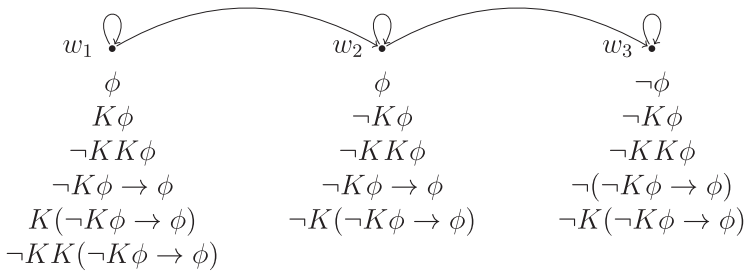 w₁ w₂ w₃
ϕ ϕ ¬ϕ
Kϕ ¬Kϕ ¬Kϕ
¬KKϕ ¬KKϕ ¬KKϕ
¬Kϕ → ϕ ¬Kϕ → ϕ ¬(¬Kϕ → ϕ)
K(¬Kϕ → ϕ) ¬K(¬Kϕ → ϕ) ¬K(¬Kϕ → ϕ)
¬KK(¬Kϕ → ϕ)